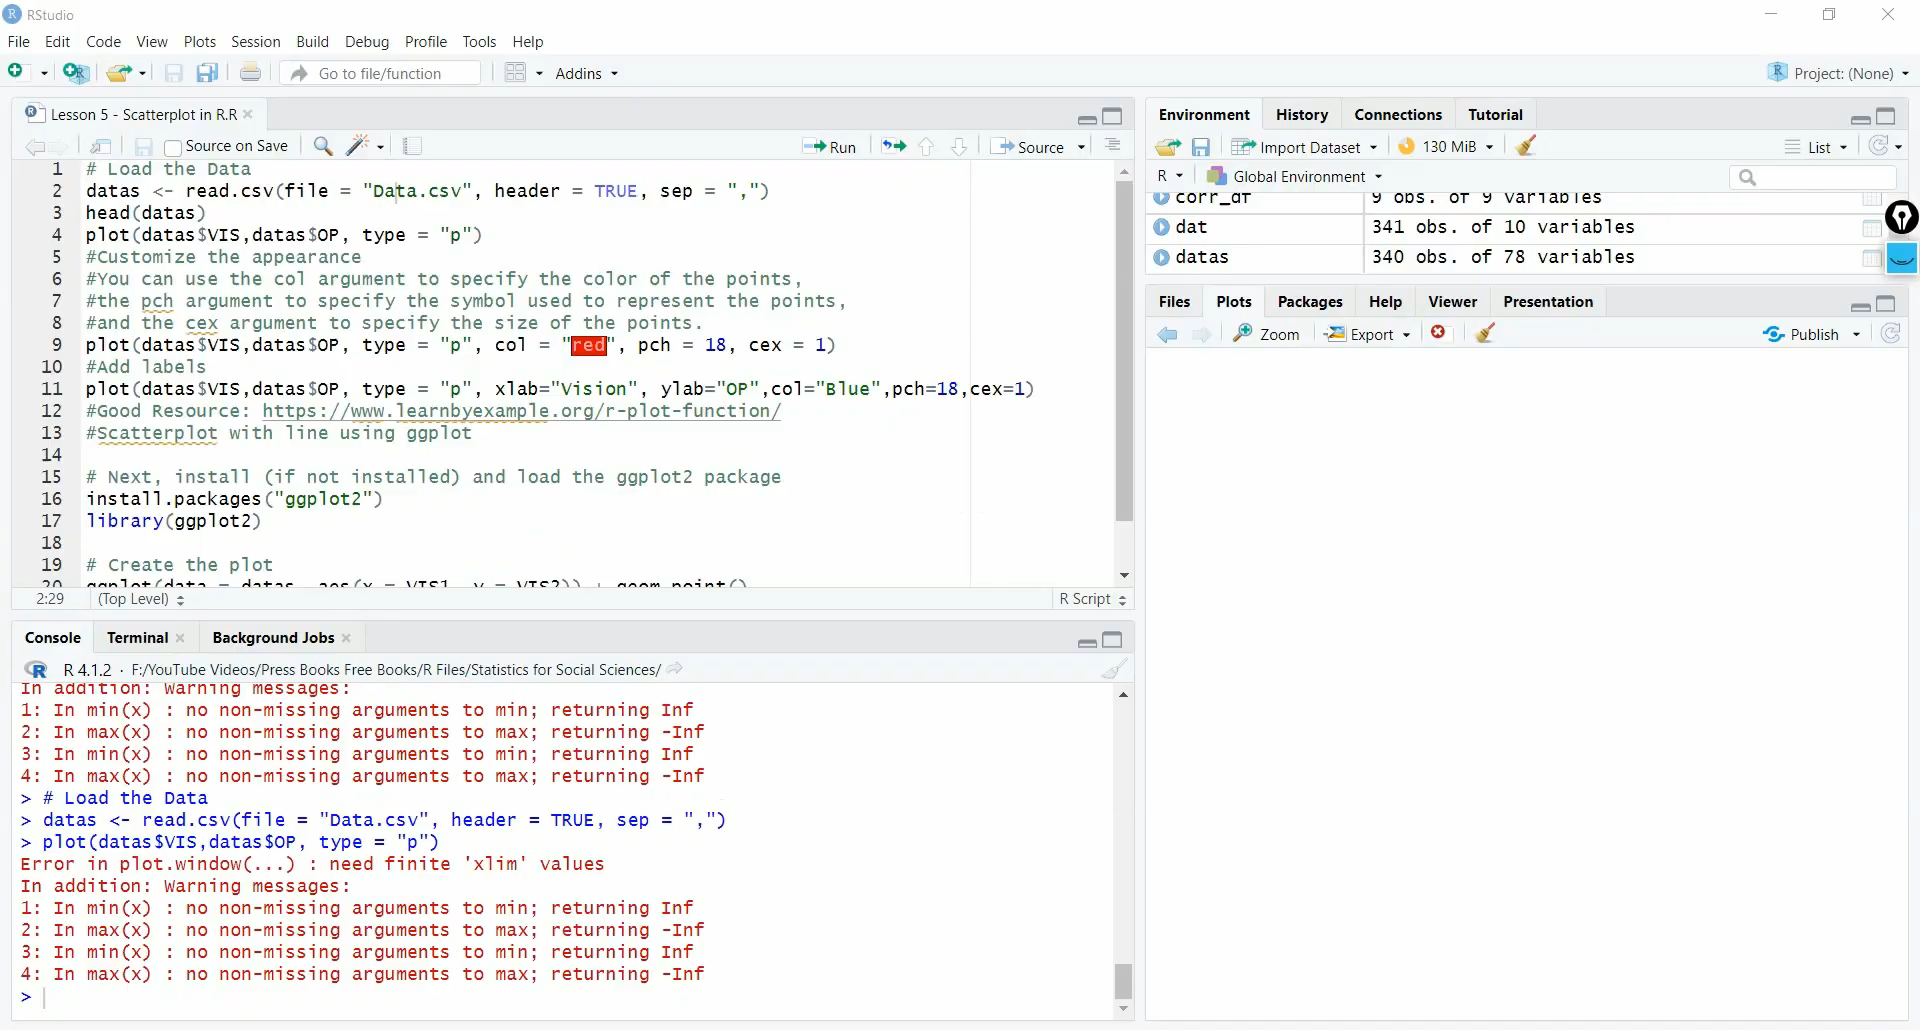 RStudio
File Edit Code View Plots Session Build Debug Profile Tools Help
Go to file/function Addins Project: (None)
Lesson 5 - Scatterplot in R.R
Source on Save Run Source
1 # Load the Data
2 datas <- read.csv(file = "Data.csv", header = TRUE, sep = ",")
3 head(datas)
4 plot(datas$VIS,datas$OP, type = "p")
5 #Customize the appearance
6 #You can use the col argument to specify the color of the points,
7 #the pch argument to specify the symbol used to represent the points,
8 #and the cex argument to specify the size of the points.
9 plot(datas$VIS,datas$OP, type = "p", col = "red", pch = 18, cex = 1)
10 #Add labels
11 plot(datas$VIS,datas$OP, type = "p", xlab="Vision", ylab="OP",col="Blue",pch=18,cex=1)
12 #Good Resource: https://www.learnbyexample.org/r-plot-function/
13 #Scatterplot with line using ggplot
14
15 # Next, install (if not installed) and load the ggplot2 package
16 install.packages("ggplot2")
17 library(ggplot2)
18
19 # Create the plot
20 ggplot(data = datas, aes(x = VIS1, y = VIS2)) + geom_point()
2:29 (Top Level) R Script
Console Terminal Background Jobs
R 4.1.2 · F:/YouTube Videos/Press Books Free Books/R Files/Statistics for Social Sciences/
In addition: Warning messages:
1: In min(x) : no non-missing arguments to min; returning Inf
2: In max(x) : no non-missing arguments to max; returning -Inf
3: In min(x) : no non-missing arguments to min; returning Inf
4: In max(x) : no non-missing arguments to max; returning -Inf
> # Load the Data
> datas <- read.csv(file = "Data.csv", header = TRUE, sep = ",")
> plot(datas$VIS,datas$OP, type = "p")
Error in plot.window(...) : need finite 'xlim' values
In addition: Warning messages:
1: In min(x) : no non-missing arguments to min; returning Inf
2: In max(x) : no non-missing arguments to max; returning -Inf
3: In min(x) : no non-missing arguments to min; returning Inf
4: In max(x) : no non-missing arguments to max; returning -Inf
>
Environment History Connections Tutorial
Import Dataset 130 MiB List
R Global Environment
corr_df 9 obs. of 9 variables
dat 341 obs. of 10 variables
datas 340 obs. of 78 variables
Files Plots Packages Help Viewer Presentation
Zoom Export Publish